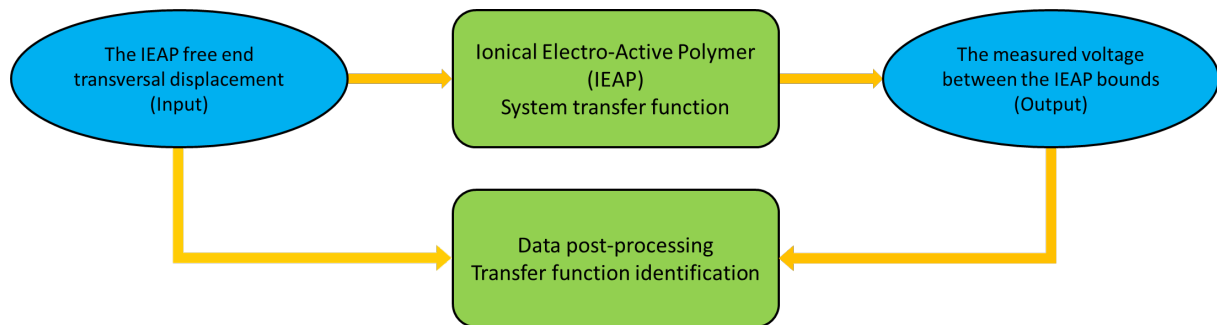 The IEAP free end
transversal displacement
(Input)
Ionical Electro-Active Polymer
(IEAP)
System transfer function
The measured voltage
between the IEAP bounds
(Output)
Data post-processing
Transfer function identification